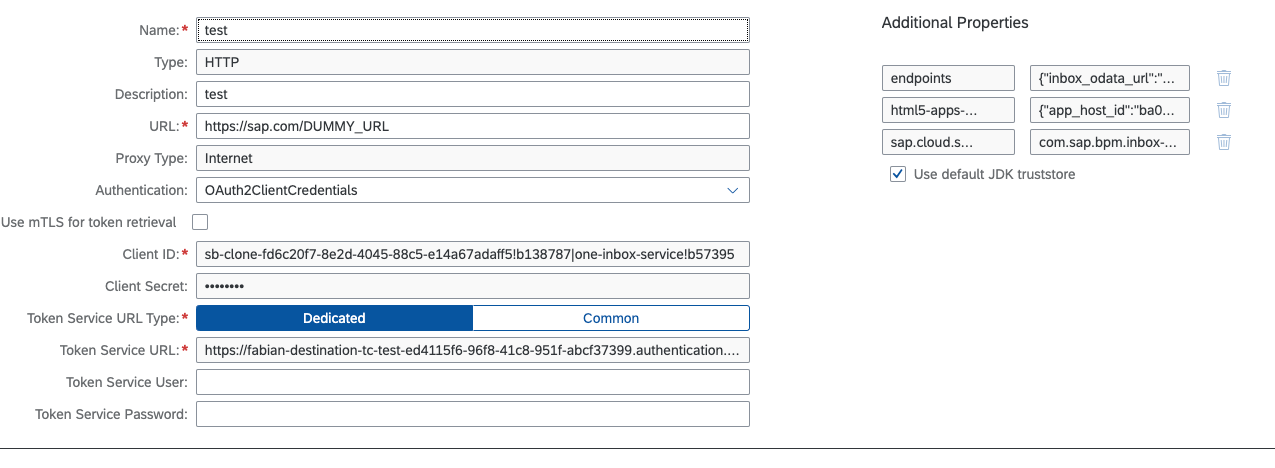 Name:* test
Type: HTTP
Description: test
URL:* https://sap.com/DUMMY_URL
Proxy Type: Internet
Authentication: OAuth2ClientCredentials
Use mTLS for token retrieval
Client ID:* sb-clone-fd6c20f7-8e2d-4045-88c5-e14a67adaff5!b138787|one-inbox-service!b57395
Client Secret: ••••••••
Token Service URL Type:* Dedicated Common
Token Service URL:* https://fabian-destination-tc-test-ed4115f6-96f8-41c8-951f-abcf37399.authentication....
Token Service User:
Token Service Password:
Additional Properties
endpoints {"inbox_odata_url":"...
html5-apps-... {"app_host_id":"ba0...
sap.cloud.s... com.sap.bpm.inbox-...
Use default JDK truststore